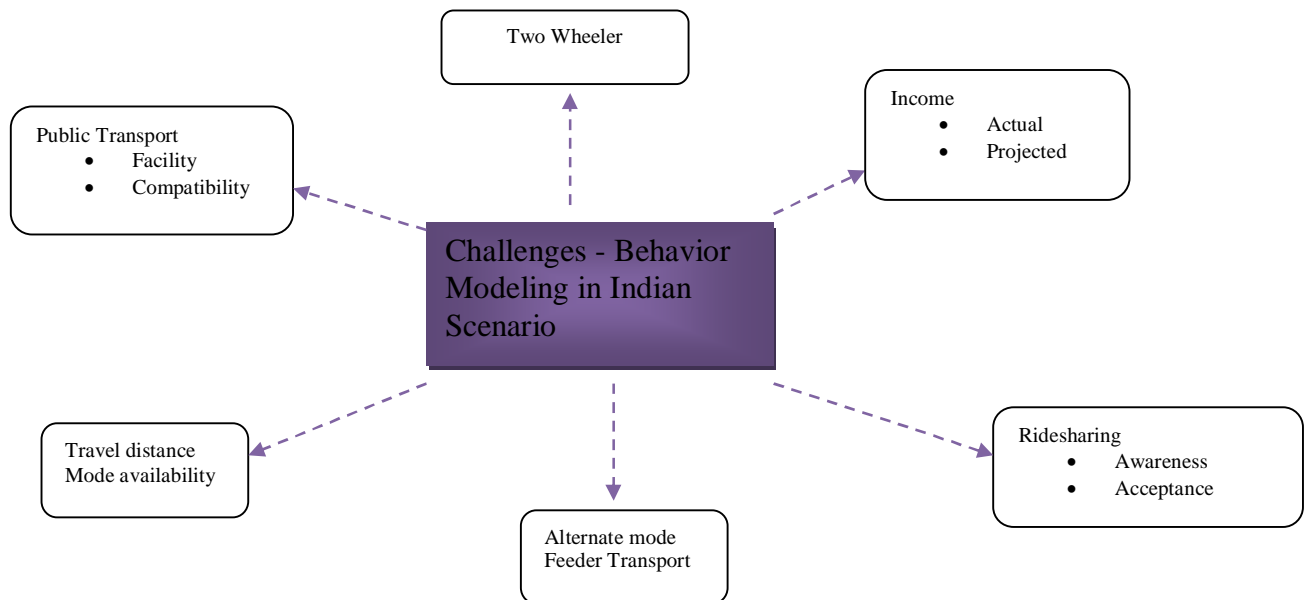 Two Wheeler
Income
• Actual
• Projected
Public Transport
• Facility
• Compatibility
Challenges - Behavior
Modeling in Indian
Scenario
Travel distance
Mode availability
Ridesharing
• Awareness
• Acceptance
Alternate mode
Feeder Transport